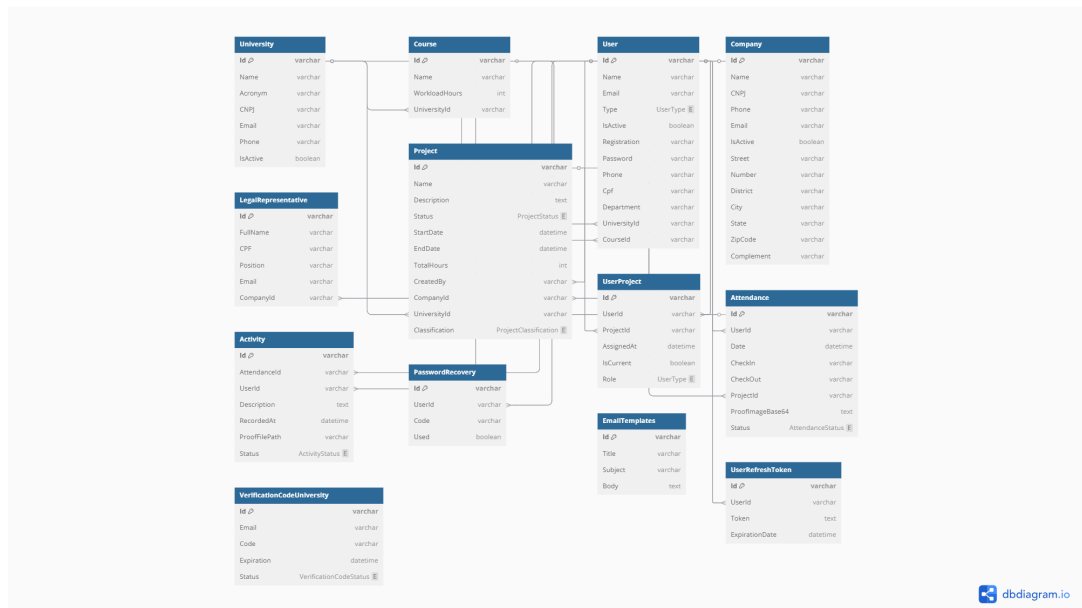 University
Id varchar
Name varchar
Acronym varchar
CNPJ varchar
Email varchar
Phone varchar
IsActive boolean
LegalRepresentative
Id varchar
FullName varchar
CPF varchar
Position varchar
Email varchar
CompanyId varchar
Activity
Id varchar
AttendanceId varchar
UserId varchar
Description text
RecordedAt datetime
ProofFilePath varchar
Status ActivityStatus E
VerificationCodeUniversity
Id varchar
Email varchar
Code varchar
Expiration datetime
Status VerificationCodeStatus E
Course
Id varchar
Name varchar
WorkloadHours int
UniversityId varchar
Project
Id varchar
Name varchar
Description text
Status ProjectStatus E
StartDate datetime
EndDate datetime
TotalHours int
CreatedBy varchar
CompanyId varchar
UniversityId varchar
Classification ProjectClassification E
PasswordRecovery
Id varchar
UserId varchar
Code varchar
Used boolean
User
Id varchar
Name varchar
Email varchar
Type UserType E
IsActive boolean
Registration varchar
Password varchar
Phone varchar
Cpf varchar
Department varchar
UniversityId varchar
CourseId varchar
UserProject
Id varchar
UserId varchar
ProjectId varchar
AssignedAt datetime
IsCurrent boolean
Role UserType E
EmailTemplates
Id varchar
Title varchar
Subject varchar
Body text
Company
Id varchar
Name varchar
CNPJ varchar
Phone varchar
Email varchar
IsActive boolean
Street varchar
Number varchar
District varchar
City varchar
State varchar
ZipCode varchar
Complement varchar
Attendance
Id varchar
UserId varchar
Date datetime
CheckIn varchar
CheckOut varchar
ProjectId varchar
ProofImageBase64 text
Status AttendanceStatus E
UserRefreshToken
Id varchar
UserId varchar
Token text
ExpirationDate datetime
dbdiagram.io